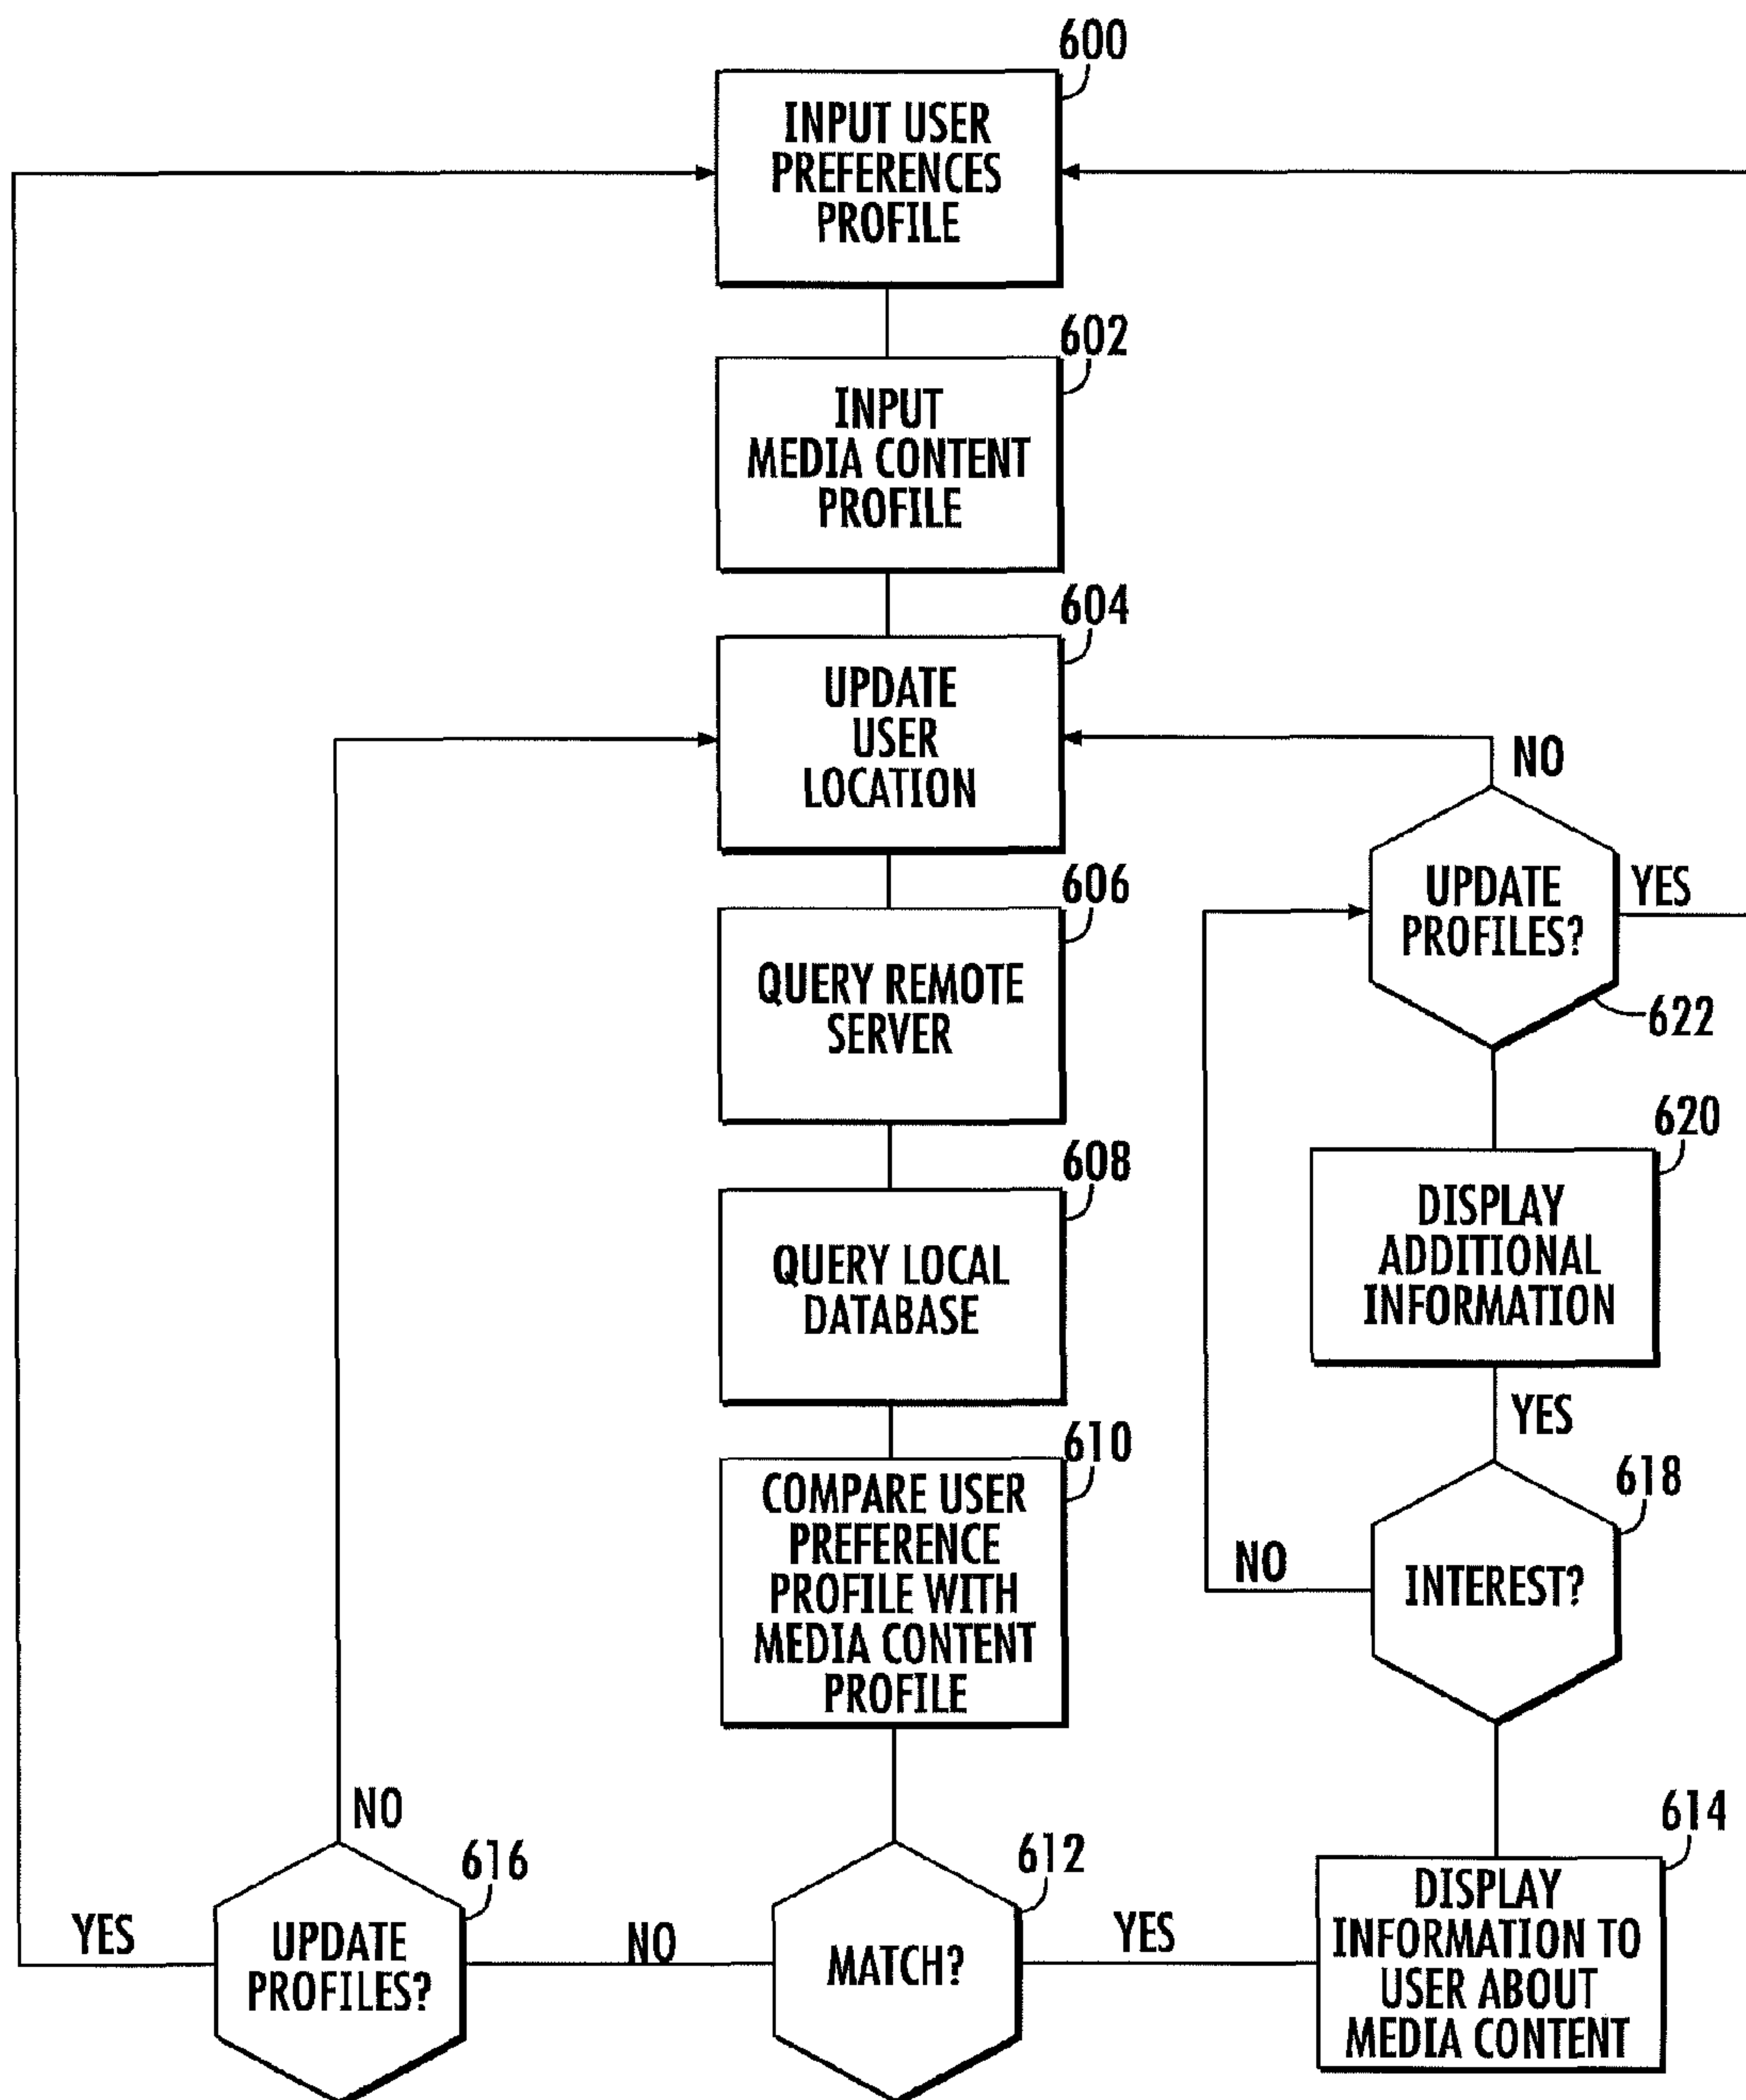 600
INPUT USER
PREFERENCES
PROFILE
602
INPUT
MEDIA CONTENT
PROFILE
604
UPDATE
USER
LOCATION
NO
606
QUERY REMOTE
SERVER
UPDATE
PROFILES?
YES
622
608
QUERY LOCAL
DATABASE
620
DISPLAY
ADDITIONAL
INFORMATION
YES
610
COMPARE USER
PREFERENCE
PROFILE WITH
MEDIA CONTENT
PROFILE
618
INTEREST?
NO
NO
616
UPDATE
PROFILES?
YES
NO
612
MATCH?
YES
614
DISPLAY
INFORMATION TO
USER ABOUT
MEDIA CONTENT